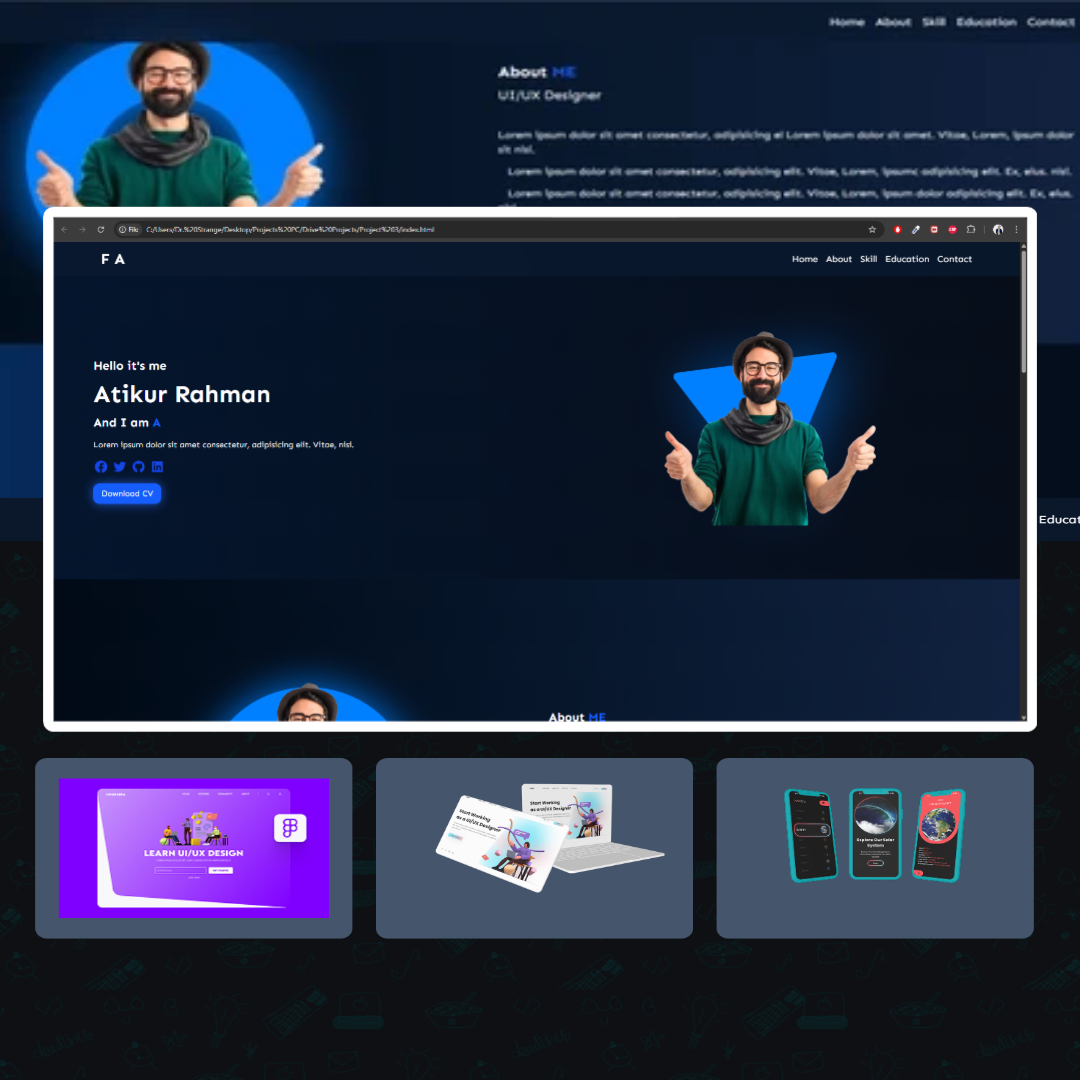 Home About Skill Education Contact
About ME
UI/UX Designer
Lorem ipsum dolor sit amet consectetur, adipisicing el Lorem ipsum dolor sit amet. Vitae, Lorem, ipsum dolor
sit nisi.
Lorem ipsum dolor sit amet consectetur, adipisicing elit. Vitae, Lorem, ipsumc adipisicing elit. Ex, eius. nisi.
Lorem ipsum dolor sit amet consectetur, adipisicing elit. Vitae, Lorem, ipsum dolor adipisicing elit. Ex, eius,
File C:/Users/Dr.%20Strange/Desktop/Projects%20PC/Drive%20Projects/Project%203/index.html
F A
Home About Skill Education Contact
Hello it's me
Atikur Rahman
And I am A
Lorem ipsum dolor sit amet consectetur, adipisicing elit. Vitae, nisi.
Download CV
Educat
About ME
LEARN UI/UX DESIGN
Start Working
as a UI/UX Designer
Start Working
as a UI/UX Designer
Explore Our Solar
System